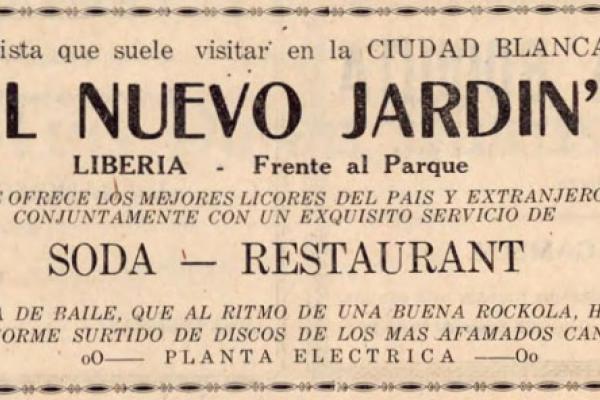 ista que suele visitar en la CIUDAD BLANCA
L NUEVO JARDIN"
LIBERIA - Frente al Parque
E OFRECE LOS MEJORES LICORES DEL PAIS Y EXTRANJERO
CONJUNTAMENTE CON UN EXQUISITO SERVICIO DE
SODA — RESTAURANT
A DE BAILE, QUE AL RITMO DE UNA BUENA ROCKOLA, H
FORME SURTIDO DE DISCOS DE LOS MAS AFAMADOS CAN
oO—— PLANTA ELECTRICA ——Oo